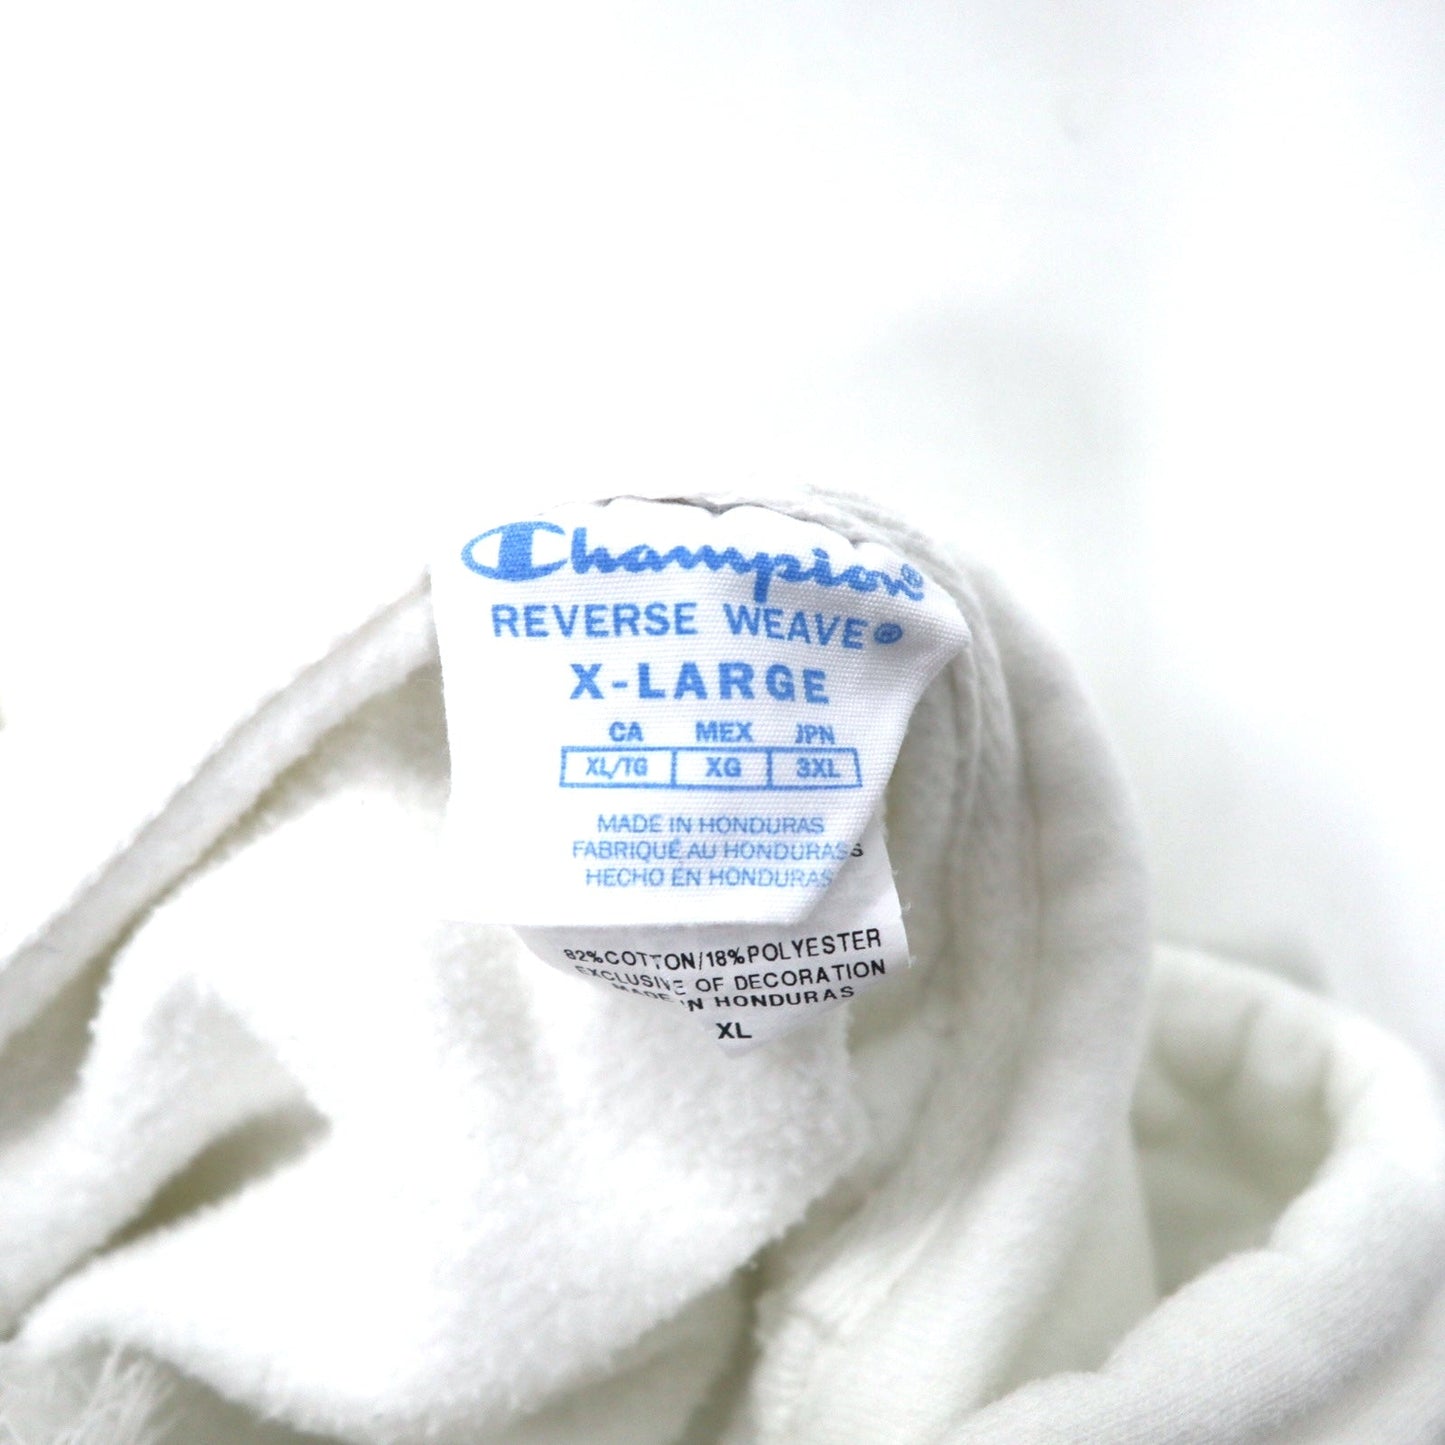 Champion®
REVERSE WEAVE®
X-LARGE
CA MEX JPN
XL/TG XG 3XL
MADE IN HONDURAS
FABRIQUÉ AU HONDURAS
HECHO EN HONDURAS
82%COTTON/18%POLYESTER
EXCLUSIVE OF DECORATION
MADE IN HONDURAS
XL